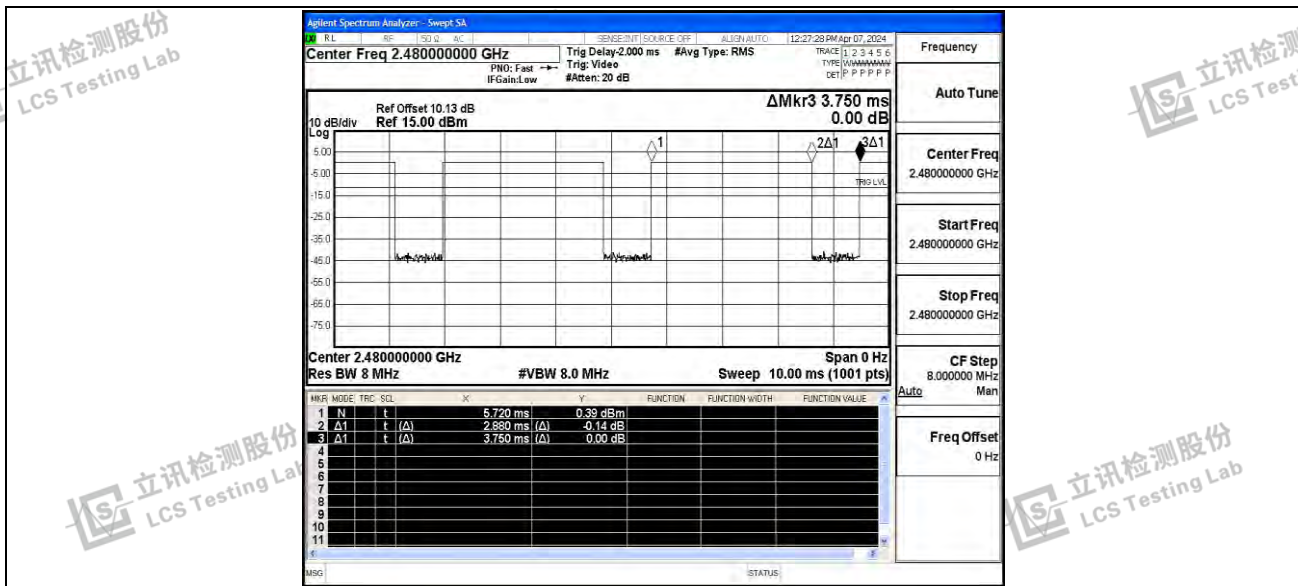 Agilent Spectrum Analyzer - Swept SA
RL RF 50 Ω AC SENSE:INT SOURCE OFF ALIGN AUTO 12:27:28 PM Apr 07, 2024
Center Freq 2.480000000 GHz
PNO: Fast
IFGain:Low
Trig Delay-2.000 ms #Avg Type: RMS
Trig: Video
#Atten: 20 dB
TRACE 1 2 3 4 5 6
TYPE
DET P P P P P P
ΔMkr3 3.750 ms
0.00 dB
Ref Offset 10.13 dB
10 dB/div Ref 15.00 dBm
Log
5.00
-5.00
-15.0
-25.0
-35.0
-45.0
-55.0
-65.0
-75.0
1
2Δ1
3Δ1
TRIG LVL
Center 2.480000000 GHz Span 0 Hz
Res BW 8 MHz #VBW 8.0 MHz Sweep 10.00 ms (1001 pts)
MKR MODE TRC SCL X Y FUNCTION FUNCTION WIDTH FUNCTION VALUE
1 N t 5.720 ms 0.39 dBm
2 Δ1 t (Δ) 2.880 ms (Δ) -0.14 dB
3 Δ1 t (Δ) 3.750 ms (Δ) 0.00 dB
4
5
6
7
8
9
10
11
MSG STATUS
Frequency
Auto Tune
Center Freq
2.480000000 GHz
Start Freq
2.480000000 GHz
Stop Freq
2.480000000 GHz
CF Step
8.000000 MHz
Auto Man
Freq Offset
0 Hz
立讯检测股份
LCS Testing Lab
立讯检测
LCS Test
立讯检测股份
LCS Testing Lab
立讯检测股份
LCS Testing Lab